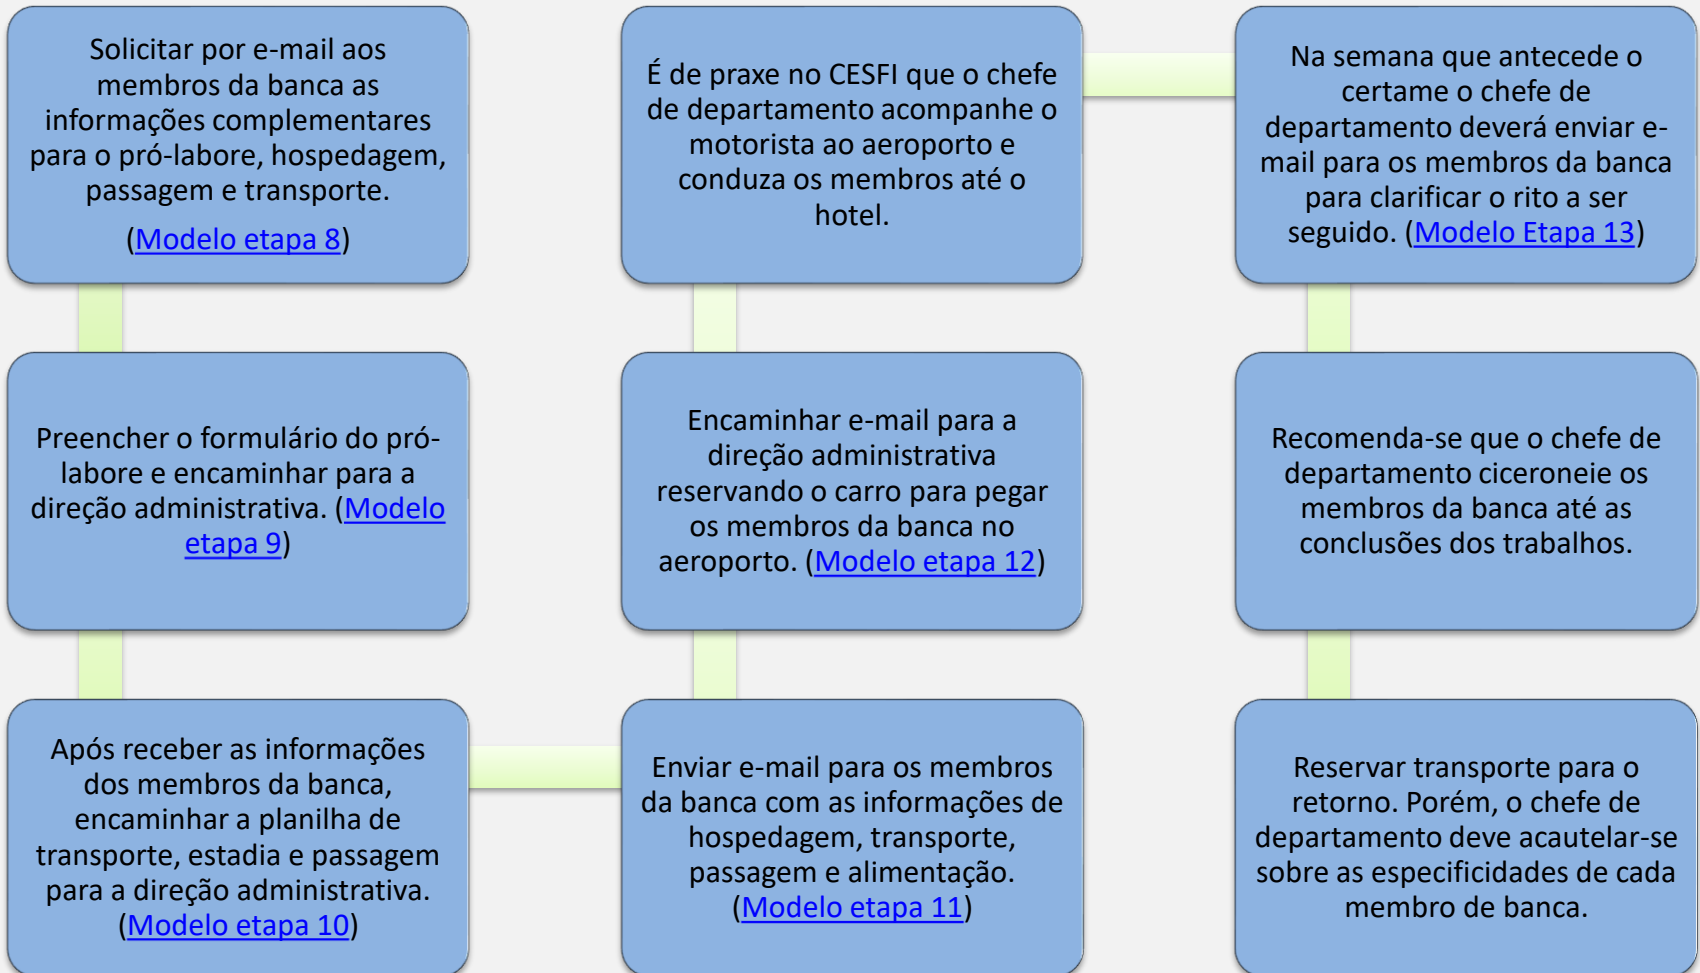 Solicitar por e-mail aos
membros da banca as
informações complementares
para o pró-labore, hospedagem,
passagem e transporte.
(Modelo etapa 8)
Preencher o formulário do pró-
labore e encaminhar para a
direção administrativa. (Modelo
etapa 9)
Após receber as informações
dos membros da banca,
encaminhar a planilha de
transporte, estadia e passagem
para a direção administrativa.
(Modelo etapa 10)
Enviar e-mail para os membros
da banca com as informações de
hospedagem, transporte,
passagem e alimentação.
(Modelo etapa 11)
Encaminhar e-mail para a
direção administrativa
reservando o carro para pegar
os membros da banca no
aeroporto. (Modelo etapa 12)
É de praxe no CESFI que o chefe
de departamento acompanhe o
motorista ao aeroporto e
conduza os membros até o
hotel.
Na semana que antecede o
certame o chefe de
departamento deverá enviar e-
mail para os membros da banca
para clarificar o rito a ser
seguido. (Modelo Etapa 13)
Recomenda-se que o chefe de
departamento ciceroneie os
membros da banca até as
conclusões dos trabalhos.
Reservar transporte para o
retorno. Porém, o chefe de
departamento deve acautelar-se
sobre as especificidades de cada
membro de banca.